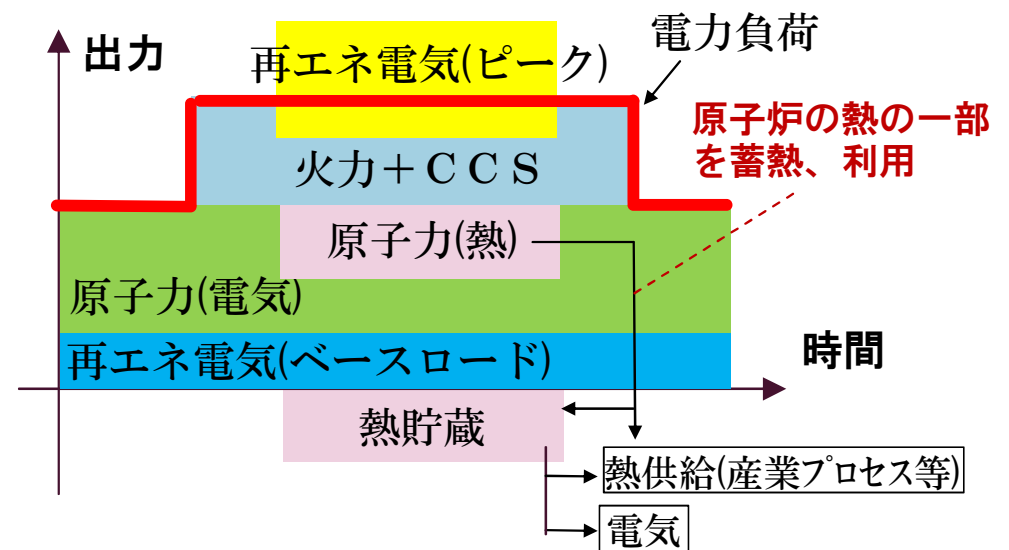 出力
電力負荷
再エネ電気(ピーク)
原子炉の熱の一部
を蓄熱、利用
火力＋ＣＣＳ
原子力(熱)
原子力(電気)
再エネ電気(ベースロード)
時間
熱貯蔵
熱供給(産業プロセス等)
電気